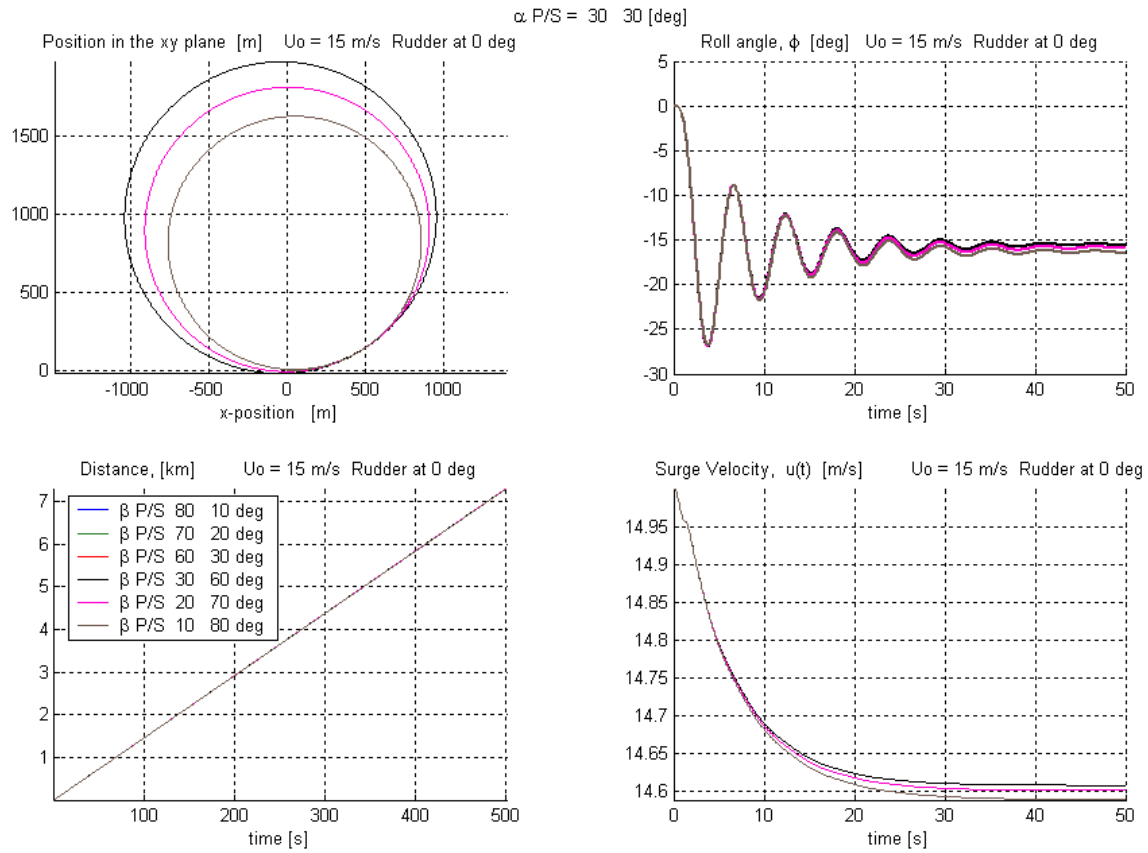 α P/S = 30 30 [deg]
Position in the xy plane [m] Uo = 15 m/s Rudder at 0 deg
1500
1000
500
0
-1000 -500 0 500 1000
x-position [m]
Roll angle, ϕ [deg] Uo = 15 m/s Rudder at 0 deg
5
0
-5
-10
-15
-20
-25
-30
0 10 20 30 40 50
time [s]
Distance, [km] Uo = 15 m/s Rudder at 0 deg
7
6
5
4
3
2
1
β P/S 80 10 deg
β P/S 70 20 deg
β P/S 60 30 deg
β P/S 30 60 deg
β P/S 20 70 deg
β P/S 10 80 deg
100 200 300 400 500
time [s]
Surge Velocity, u(t) [m/s] Uo = 15 m/s Rudder at 0 deg
14.95
14.9
14.85
14.8
14.75
14.7
14.65
14.6
0 10 20 30 40 50
time [s]